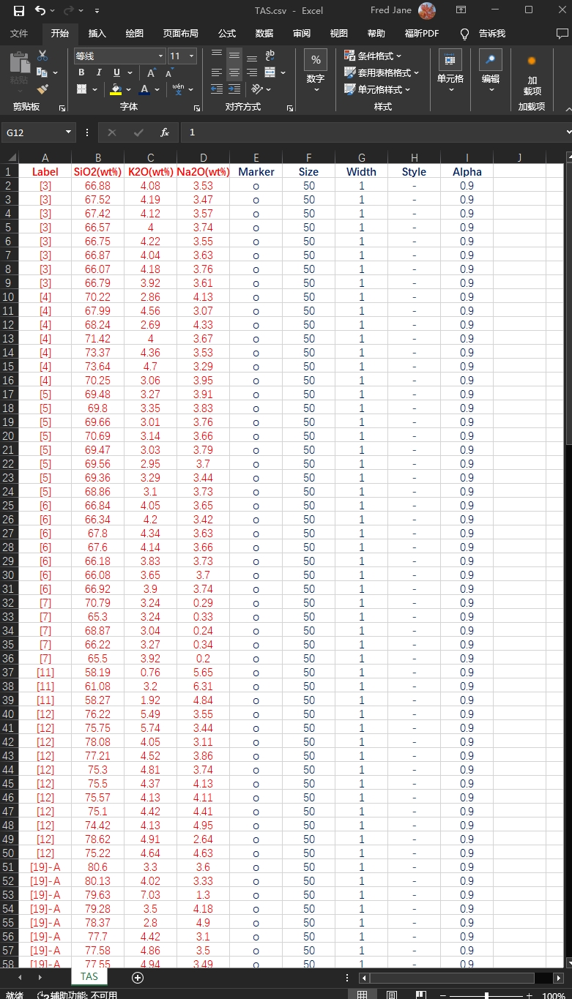 TAS.csv - Excel Fred Jane
文件 开始 插入 绘图 页面布局 公式 数据 审阅 视图 帮助 福昕PDF 告诉我
粘贴 等线 11 ab 条件格式
B I U A A % 数字 套用表格格式 单元格 编辑 加载项
A wén 文 单元格样式
剪贴板 字体 对齐方式 样式 加载项
G12 fx 1
A B C D E F G H I J
1 Label SiO2(wt%) K2O(wt%) Na2O(wt%) Marker Size Width Style Alpha
2 [3] 66.88 4.08 3.53 o 50 1 - 0.9
3 [3] 67.52 4.19 3.47 o 50 1 - 0.9
4 [3] 67.42 4.12 3.57 o 50 1 - 0.9
5 [3] 66.57 4 3.74 o 50 1 - 0.9
6 [3] 66.75 4.22 3.55 o 50 1 - 0.9
7 [3] 66.87 4.04 3.63 o 50 1 - 0.9
8 [3] 66.07 4.18 3.76 o 50 1 - 0.9
9 [3] 66.79 3.92 3.61 o 50 1 - 0.9
10 [4] 70.22 2.86 4.13 o 50 1 - 0.9
11 [4] 67.99 4.56 3.07 o 50 1 - 0.9
12 [4] 68.24 2.69 4.33 o 50 1 - 0.9
13 [4] 71.42 4 3.67 o 50 1 - 0.9
14 [4] 73.37 4.36 3.53 o 50 1 - 0.9
15 [4] 73.64 4.7 3.29 o 50 1 - 0.9
16 [4] 70.25 3.06 3.95 o 50 1 - 0.9
17 [5] 69.48 3.27 3.91 o 50 1 - 0.9
18 [5] 69.8 3.35 3.83 o 50 1 - 0.9
19 [5] 69.66 3.01 3.76 o 50 1 - 0.9
20 [5] 70.69 3.14 3.66 o 50 1 - 0.9
21 [5] 69.47 3.03 3.79 o 50 1 - 0.9
22 [5] 69.56 2.95 3.7 o 50 1 - 0.9
23 [5] 69.36 3.29 3.44 o 50 1 - 0.9
24 [5] 68.86 3.1 3.73 o 50 1 - 0.9
25 [6] 66.84 4.05 3.65 o 50 1 - 0.9
26 [6] 66.34 4.2 3.42 o 50 1 - 0.9
27 [6] 67.8 4.34 3.63 o 50 1 - 0.9
28 [6] 67.6 4.14 3.66 o 50 1 - 0.9
29 [6] 66.18 3.83 3.73 o 50 1 - 0.9
30 [6] 66.08 3.65 3.7 o 50 1 - 0.9
31 [6] 66.92 3.9 3.74 o 50 1 - 0.9
32 [7] 70.79 3.24 0.29 o 50 1 - 0.9
33 [7] 65.3 3.24 0.33 o 50 1 - 0.9
34 [7] 68.87 3.04 0.24 o 50 1 - 0.9
35 [7] 66.22 3.27 0.34 o 50 1 - 0.9
36 [7] 65.5 3.92 0.2 o 50 1 - 0.9
37 [11] 58.19 0.76 5.65 o 50 1 - 0.9
38 [11] 61.08 3.2 6.31 o 50 1 - 0.9
39 [11] 58.27 1.92 4.84 o 50 1 - 0.9
40 [12] 76.22 5.49 3.55 o 50 1 - 0.9
41 [12] 75.75 5.74 3.44 o 50 1 - 0.9
42 [12] 78.08 4.05 3.11 o 50 1 - 0.9
43 [12] 77.21 4.52 3.86 o 50 1 - 0.9
44 [12] 75.3 4.81 3.74 o 50 1 - 0.9
45 [12] 75.5 4.37 4.13 o 50 1 - 0.9
46 [12] 75.57 4.13 4.11 o 50 1 - 0.9
47 [12] 75.1 4.42 4.41 o 50 1 - 0.9
48 [12] 74.42 4.13 4.95 o 50 1 - 0.9
49 [12] 78.62 4.91 2.64 o 50 1 - 0.9
50 [12] 75.22 4.64 4.63 o 50 1 - 0.9
51 [19]-A 80.6 3.3 3.6 o 50 1 - 0.9
52 [19]-A 80.13 4.02 3.33 o 50 1 - 0.9
53 [19]-A 79.63 7.03 1.3 o 50 1 - 0.9
54 [19]-A 79.28 3.5 4.18 o 50 1 - 0.9
55 [19]-A 78.37 2.8 4.9 o 50 1 - 0.9
56 [19]-A 77.7 4.42 3.1 o 50 1 - 0.9
57 [19]-A 77.58 4.86 3.5 o 50 1 - 0.9
58 [19]-A 77.55 4.94 3.49 o 50 1 - 0.9
TAS
就绪 辅助功能: 不可用 100%